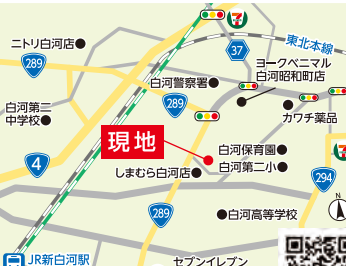 7
ニトリ白河店
東北本線
37
289
ヨークベニマル
白河昭和町店
白河警察署
289
白河第二
中学校
カワチ薬品
現地
白河保育園
7
4
しまむら白河店
白河第二小
294
289
白河高等学校
N
JR新白河駅
セブンイレブン